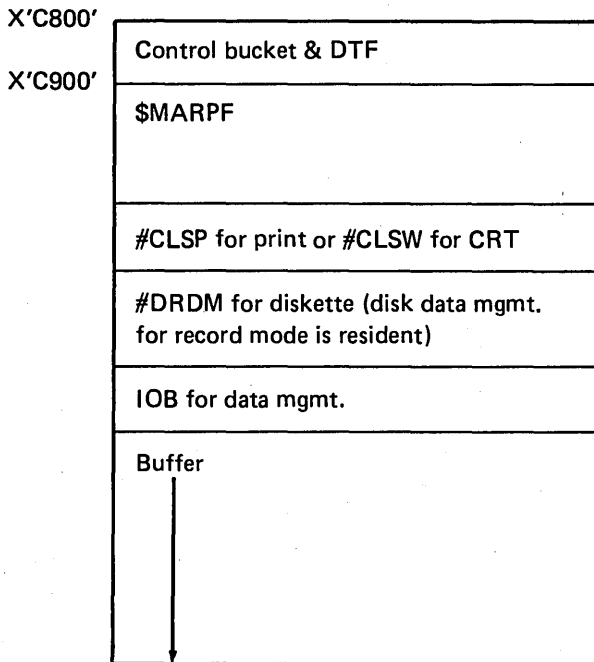 X'C800'
Control bucket & DTF
X'C900'
$MARPF
#CLSP for print or #CLSW for CRT
#DRDM for diskette (disk data mgmt.
for record mode is resident)
IOB for data mgmt.
Buffer